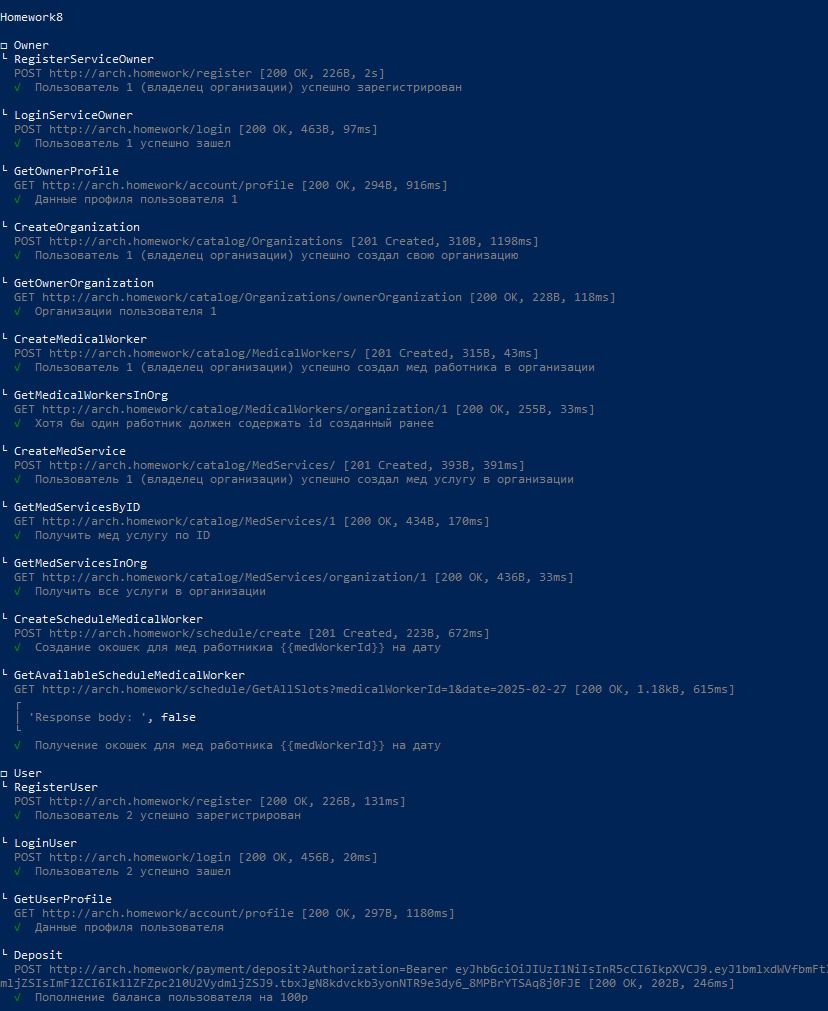 Homework8
□ Owner
└ RegisterServiceOwner
POST http://arch.homework/register [200 OK, 226B, 2s]
√ Пользователь 1 (владелец организации) успешно зарегистрирован
└ LoginServiceOwner
POST http://arch.homework/login [200 OK, 463B, 97ms]
√ Пользователь 1 успешно зашел
└ GetOwnerProfile
GET http://arch.homework/account/profile [200 OK, 294B, 916ms]
√ Данные профиля пользователя 1
└ CreateOrganization
POST http://arch.homework/catalog/Organizations [201 Created, 310B, 1198ms]
√ Пользователь 1 (владелец организации) успешно создал свою организацию
└ GetOwnerOrganization
GET http://arch.homework/catalog/Organizations/ownerOrganization [200 OK, 228B, 118ms]
√ Организации пользователя 1
└ CreateMedicalWorker
POST http://arch.homework/catalog/MedicalWorkers/ [201 Created, 315B, 43ms]
√ Пользователь 1 (владелец организации) успешно создал мед работника в организации
└ GetMedicalWorkersInOrg
GET http://arch.homework/catalog/MedicalWorkers/organization/1 [200 OK, 255B, 33ms]
√ Хотя бы один работник должен содержать id созданный ранее
└ CreateMedService
POST http://arch.homework/catalog/MedServices/ [201 Created, 393B, 391ms]
√ Пользователь 1 (владелец организации) успешно создал мед услугу в организации
└ GetMedServicesByID
GET http://arch.homework/catalog/MedServices/1 [200 OK, 434B, 170ms]
√ Получить мед услугу по ID
└ GetMedServicesInOrg
GET http://arch.homework/catalog/MedServices/organization/1 [200 OK, 436B, 33ms]
√ Получить все услуги в организации
└ CreateScheduleMedicalWorker
POST http://arch.homework/schedule/create [201 Created, 223B, 672ms]
√ Создание окошек для мед работникиа {{medWorkerId}} на дату
└ GetAvailableScheduleMedicalWorker
GET http://arch.homework/schedule/GetAllSlots?medicalWorkerId=1&date=2025-02-27 [200 OK, 1.18kB, 615ms]
┌
│ 'Response body: ', false
└
√ Получение окошек для мед работника {{medWorkerId}} на дату
□ User
└ RegisterUser
POST http://arch.homework/register [200 OK, 226B, 131ms]
√ Пользователь 2 успешно зарегистрирован
└ LoginUser
POST http://arch.homework/login [200 OK, 456B, 20ms]
√ Пользователь 2 успешно зашел
└ GetUserProfile
GET http://arch.homework/account/profile [200 OK, 297B, 1180ms]
√ Данные профиля пользователя
└ Deposit
POST http://arch.homework/payment/deposit?Authorization=Bearer
[200 OK, 202B, 246ms]
√ Пополнение баланса пользователя на 100р